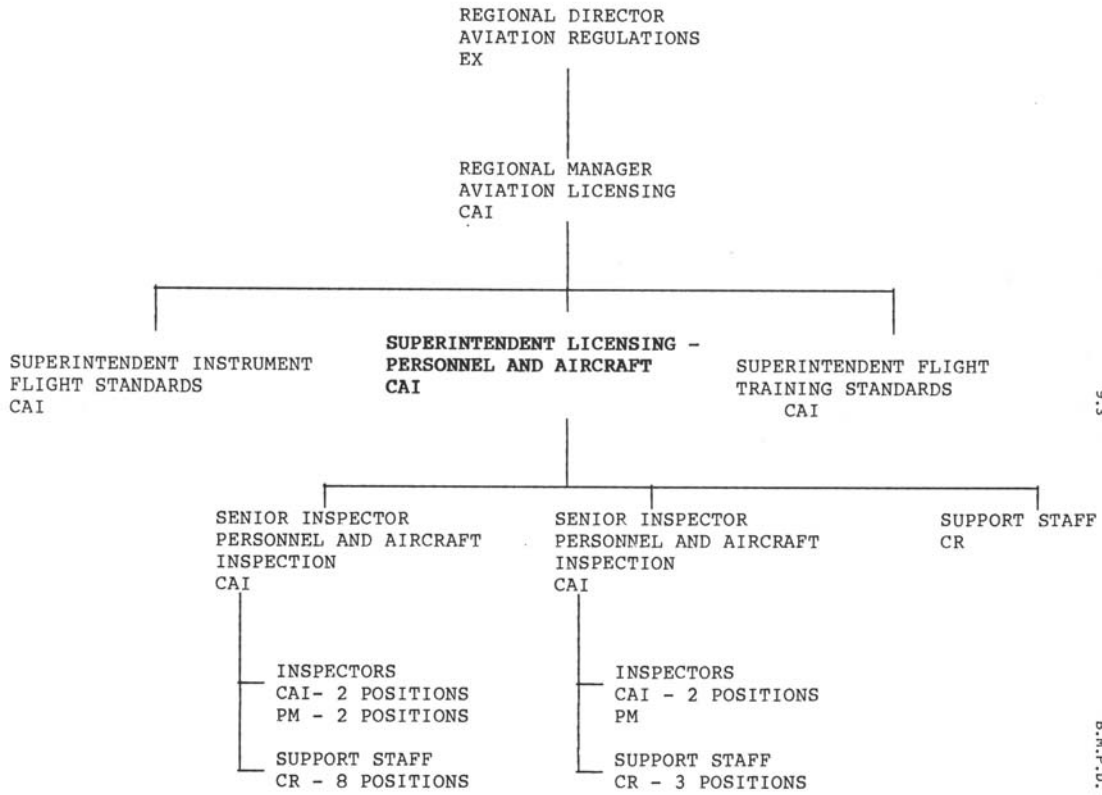 REGIONAL DIRECTOR
AVIATION REGULATIONS
EX
REGIONAL MANAGER
AVIATION LICENSING
CAI
SUPERINTENDENT INSTRUMENT
FLIGHT STANDARDS
CAI
SUPERINTENDENT LICENSING -
PERSONNEL AND AIRCRAFT
CAI
SUPERINTENDENT FLIGHT
TRAINING STANDARDS
CAI
9.3
SENIOR INSPECTOR
PERSONNEL AND AIRCRAFT
INSPECTION
CAI
SENIOR INSPECTOR
PERSONNEL AND AIRCRAFT
INSPECTION
CAI
SUPPORT STAFF
CR
INSPECTORS
CAI- 2 POSITIONS
PM - 2 POSITIONS
SUPPORT STAFF
CR - 8 POSITIONS
INSPECTORS
CAI - 2 POSITIONS
PM
SUPPORT STAFF
CR - 3 POSITIONS